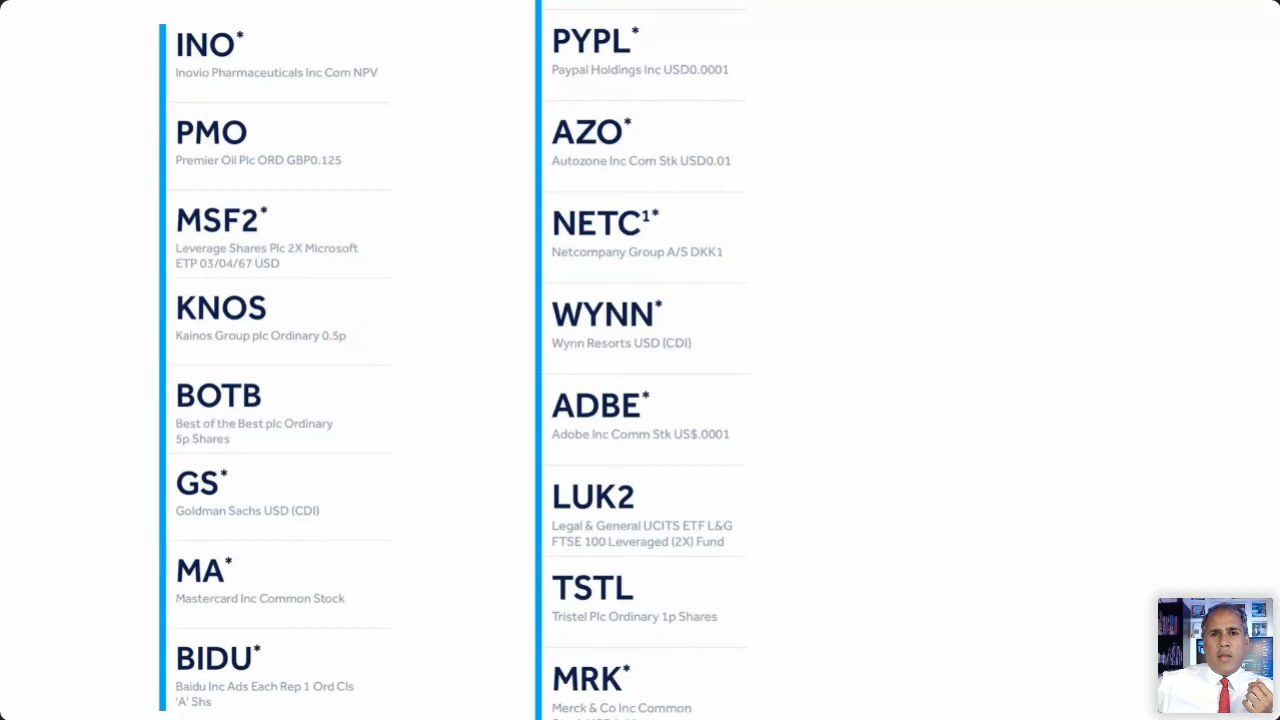 INO*
Inovio Pharmaceuticals Inc Com NPV
PMO
Premier Oil Plc ORD GBP0.125
MSF2*
Leverage Shares Plc 2X Microsoft
ETP 03/04/67 USD
KNOS
Kainos Group plc Ordinary 0.5p
BOTB
Best of the Best plc Ordinary
5p Shares
GS*
Goldman Sachs USD (CDI)
MA*
Mastercard Inc Common Stock
BIDU*
Baidu Inc Ads Each Rep 1 Ord Cls
'A' Shs
PYPL*
Paypal Holdings Inc USD0.0001
AZO*
Autozone Inc Com Stk USD0.01
NETC¹*
Netcompany Group A/S DKK1
WYNN*
Wynn Resorts USD (CDI)
ADBE*
Adobe Inc Comm Stk US$.0001
LUK2
Legal & General UCITS ETF L&G
FTSE 100 Leveraged (2X) Fund
TSTL
Tristel Plc Ordinary 1p Shares
MRK*
Merck & Co Inc Common